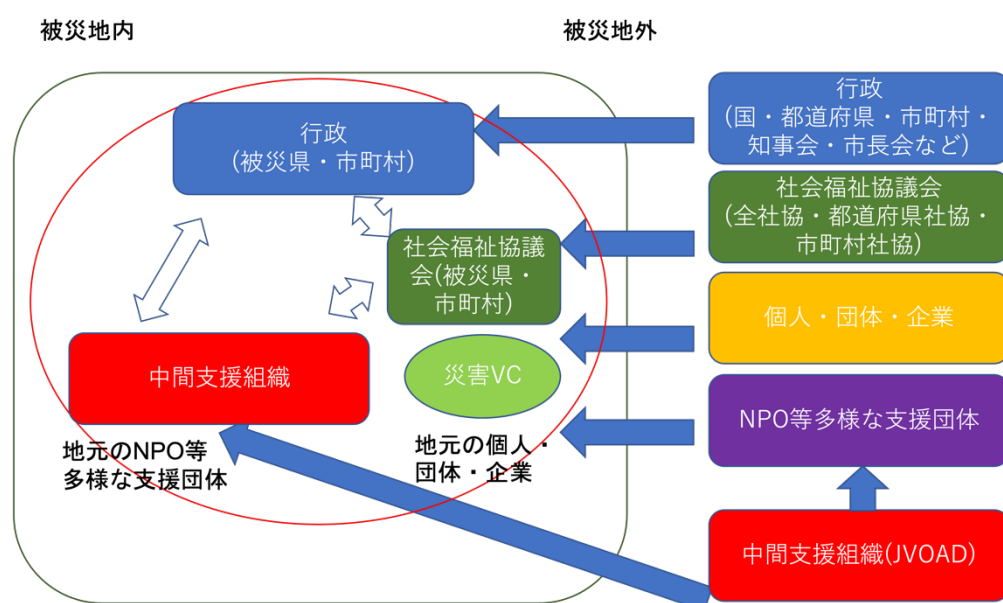 被災地内
被災地外
行政
(被災県・市町村)
社会福祉協議
会(被災県・
市町村)
中間支援組織
災害VC
地元のNPO等
多様な支援団体
地元の個人・
団体・企業
行政
(国・都道府県・市町村・
知事会・市長会など)
社会福祉協議会
(全社協・都道府県社協・
市町村社協)
個人・団体・企業
NPO等多様な支援団体
中間支援組織(JVOAD)